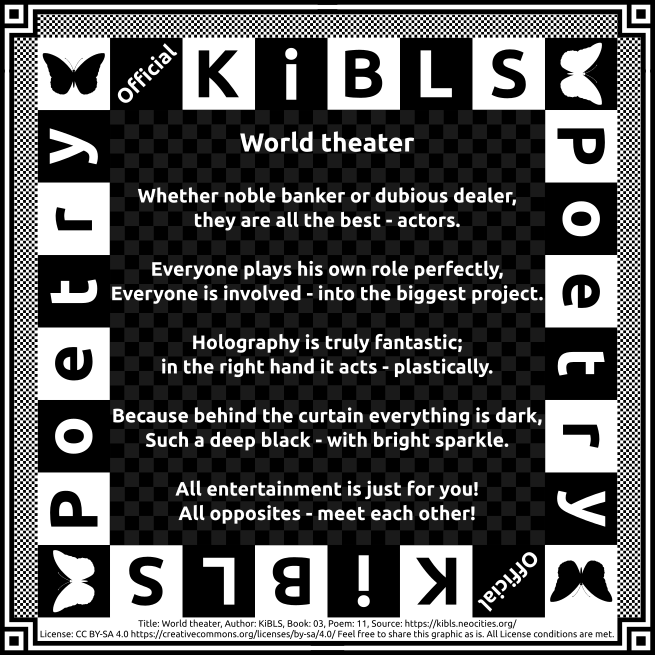 Official
KiBLS
Poetry
Poetry
World theater
Whether noble banker or dubious dealer,
they are all the best - actors.
Everyone plays his own role perfectly,
Everyone is involved - into the biggest project.
Holography is truly fantastic;
in the right hand it acts - plastically.
Because behind the curtain everything is dark,
Such a deep black - with bright sparkle.
All entertainment is just for you!
All opposites - meet each other!
KiBLS
Official
Title: World theater, Author: KiBLS, Book: 03, Poem: 11, Source: https://kibls.neocities.org/
License: CC BY-SA 4.0 https://creativecommons.org/licenses/by-sa/4.0/ Feel free to share this graphic as is. All License conditions are met.